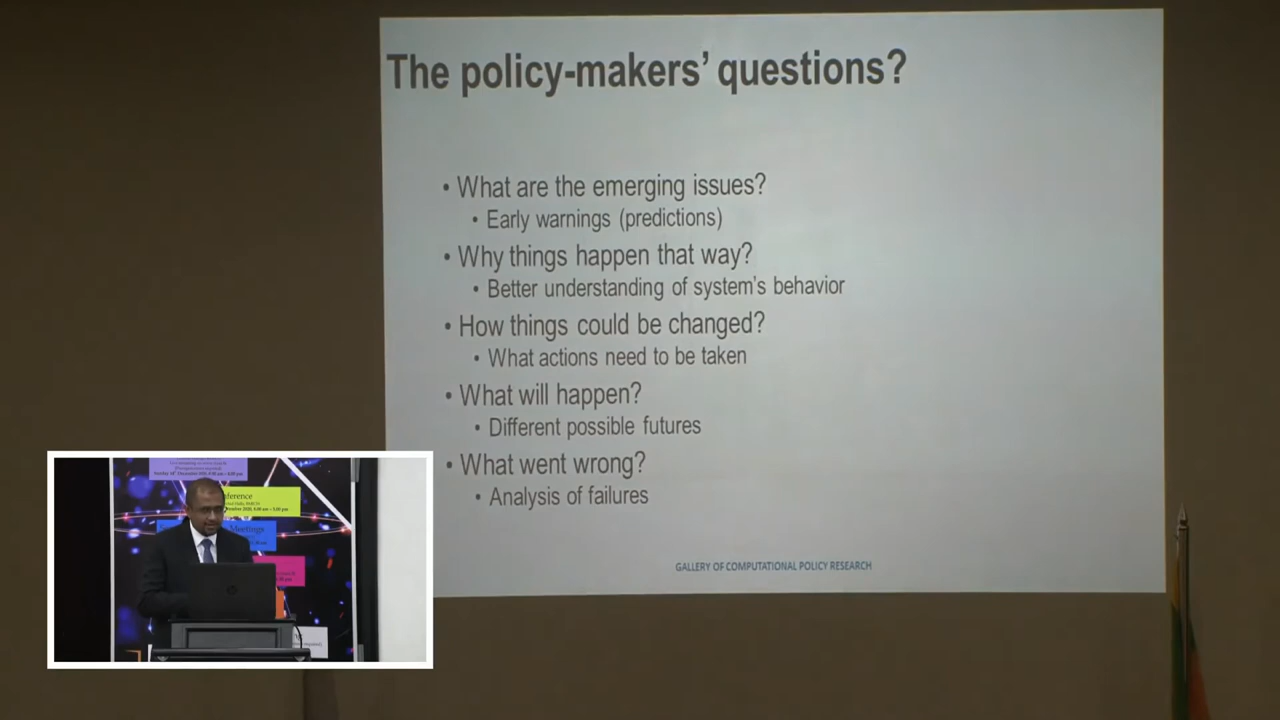 The policy-makers’ questions?
• What are the emerging issues?
• Early warnings (predictions)
• Why things happen that way?
• Better understanding of system’s behavior
• How things could be changed?
• What actions need to be taken
• What will happen?
• Different possible futures
• What went wrong?
• Analysis of failures
GALLERY OF COMPUTATIONAL POLICY RESEARCH
Meetings